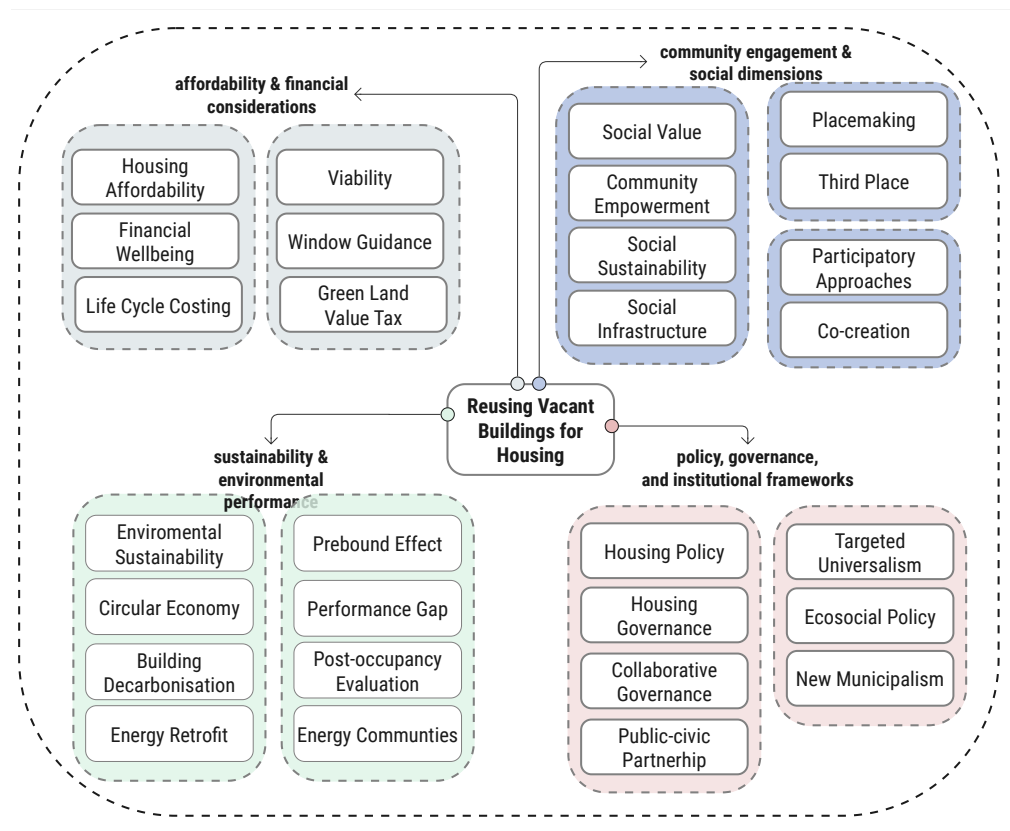 affordability & financial
considerations
Housing
Affordability
Financial
Wellbeing
Life Cycle Costing
Viability
Window Guidance
Green Land
Value Tax
community engagement &
social dimensions
Social Value
Community
Empowerment
Social
Sustainability
Social
Infrastructure
Placemaking
Third Place
Participatory
Approaches
Co-creation
Reusing Vacant
Buildings for
Housing
sustainability &
environmental
performance
Enviromental
Sustainability
Circular Economy
Building
Decarbonisation
Energy Retrofit
Prebound Effect
Performance Gap
Post-occupancy
Evaluation
Energy Communties
policy, governance,
and institutional frameworks
Housing Policy
Housing
Governance
Collaborative
Governance
Public-civic
Partnerhip
Targeted
Universalism
Ecosocial Policy
New Municipalism